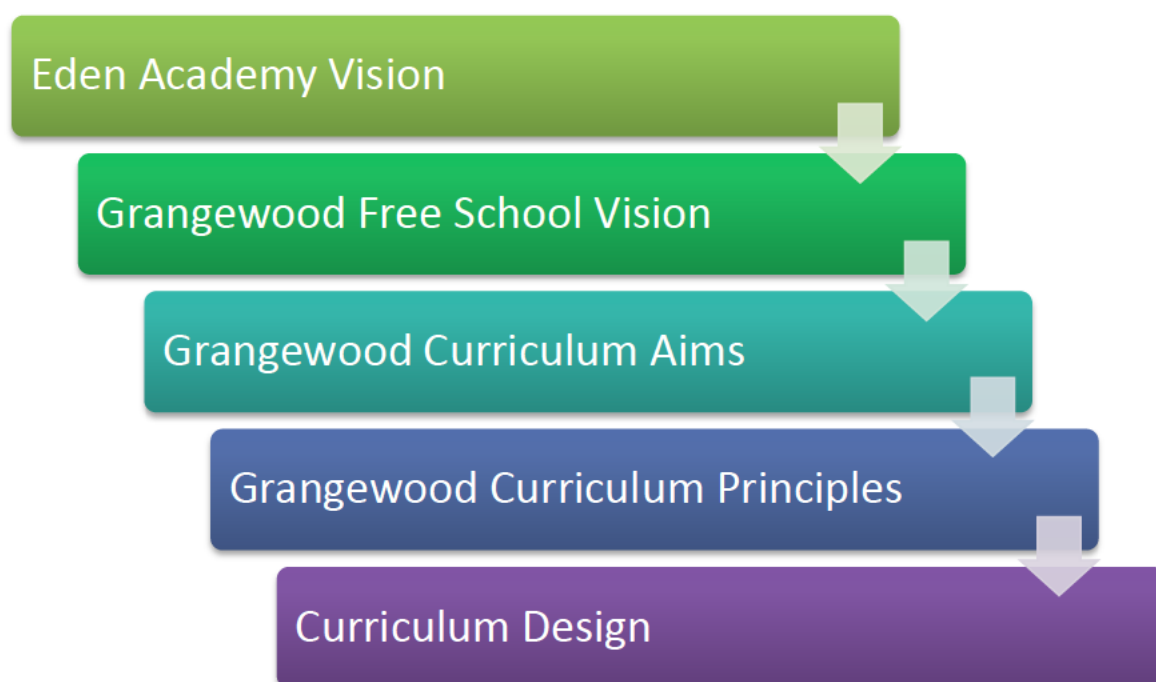 Eden Academy Vision
Grangewood Free School Vision
Grangewood Curriculum Aims
Grangewood Curriculum Principles
Curriculum Design